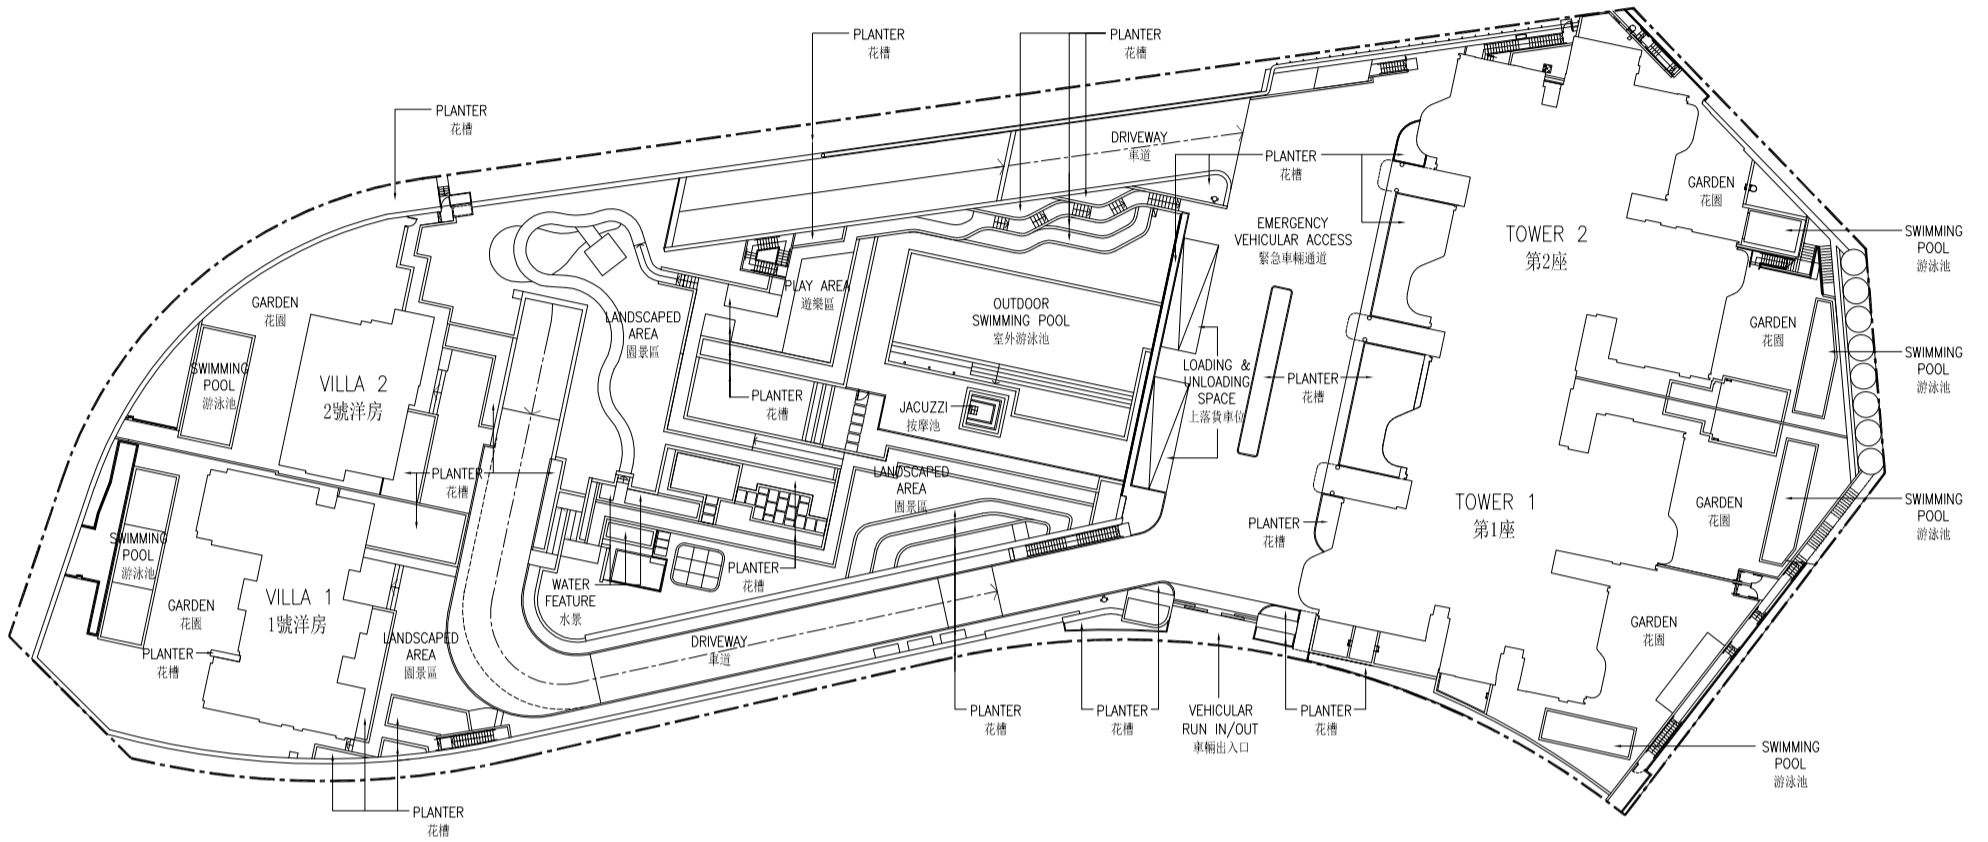 PLANTER
花槽
PLANTER
花槽
PLANTER
花槽
DRIVEWAY
車道
PLANTER
花槽
GARDEN
花園
EMERGENCY
VEHICULAR ACCESS
緊急車輛通道
TOWER 2
第2座
SWIMMING
POOL
游泳池
PLAY AREA
遊樂區
GARDEN
花園
LANDSCAPED
AREA
園景區
OUTDOOR
SWIMMING POOL
室外游泳池
GARDEN
花園
SWIMMING
POOL
游泳池
SWIMMING
POOL
游泳池
VILLA 2
2號洋房
LOADING &
UNLOADING
SPACE
上落貨車位
PLANTER
花槽
PLANTER
花槽
JACUZZI
按摩池
PLANTER
花槽
LANDSCAPED
AREA
園景區
TOWER 1
第1座
GARDEN
花園
SWIMMING
POOL
游泳池
PLANTER
花槽
SWIMMING
POOL
游泳池
VILLA 1
1號洋房
GARDEN
花園
WATER
FEATURE
水景
PLANTER
花槽
GARDEN
花園
LANDSCAPED
AREA
園景區
DRIVEWAY
車道
PLANTER
花槽
PLANTER
花槽
PLANTER
花槽
VEHICULAR
RUN IN/OUT
車輛出入口
PLANTER
花槽
SWIMMING
POOL
游泳池
PLANTER
花槽